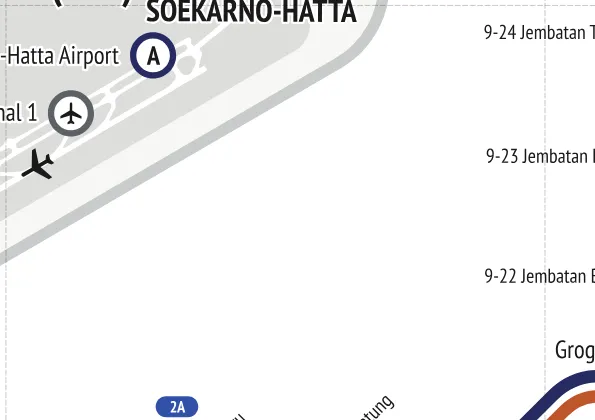 SOEKARNO-HATTA
-Hatta Airport A
nal 1
9-24 Jembatan
9-23 Jembatan
9-22 Jembatan
Grog
2A